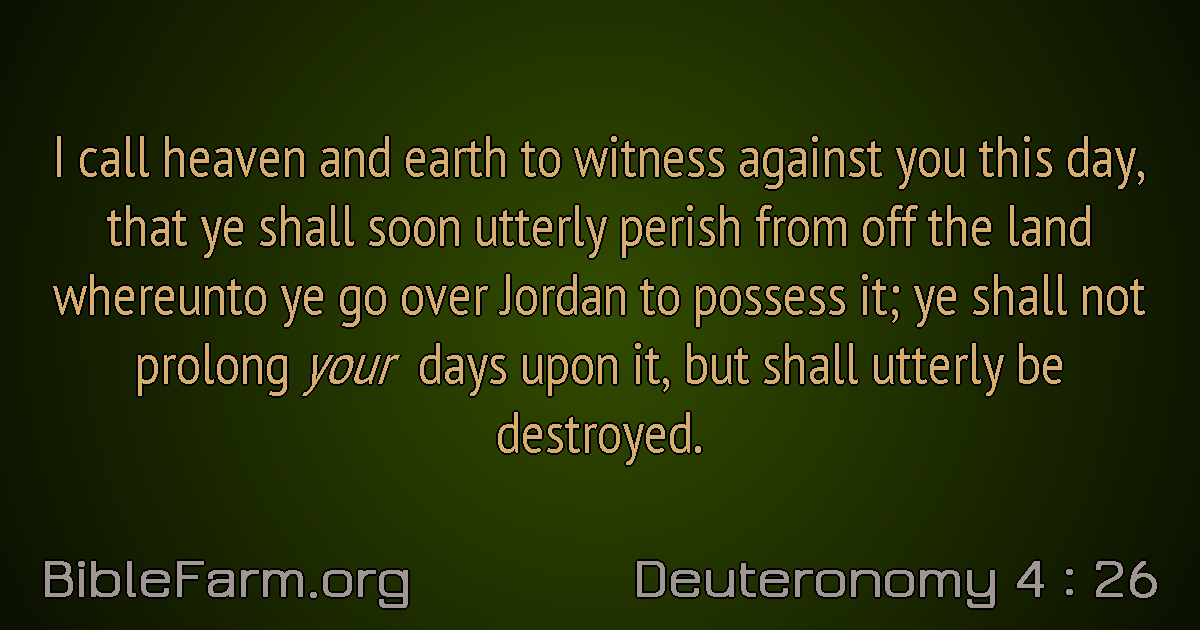 I call heaven and earth to witness against you this day,
that ye shall soon utterly perish from off the land
whereunto ye go over Jordan to possess it; ye shall not
prolong your days upon it, but shall utterly be
destroyed.
BibleFarm.org
Deuteronomy 4 : 26